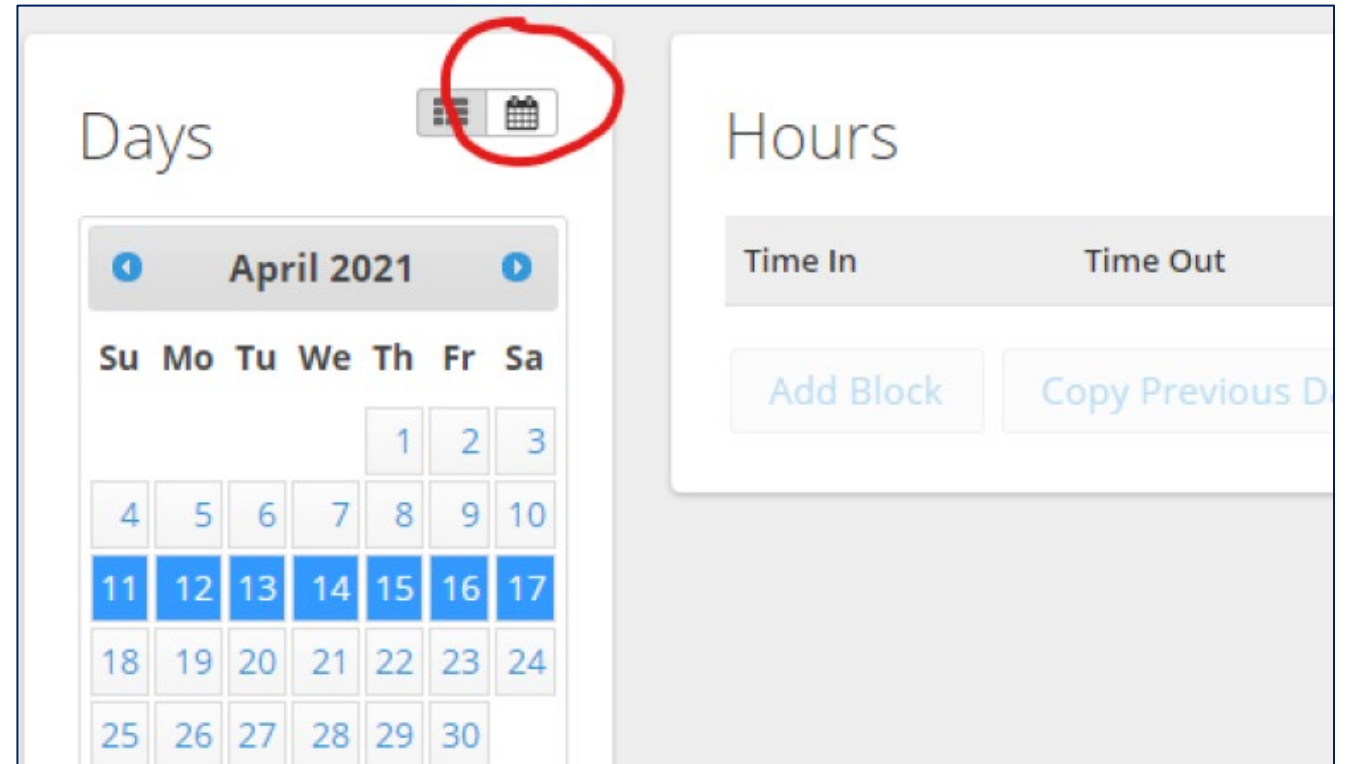 Days
April 2021
Su Mo Tu We Th Fr Sa
1 2 3
4 5 6 7 8 9 10
11 12 13 14 15 16 17
18 19 20 21 22 23 24
25 26 27 28 29 30
Hours
Time In Time Out
Add Block Copy Previous